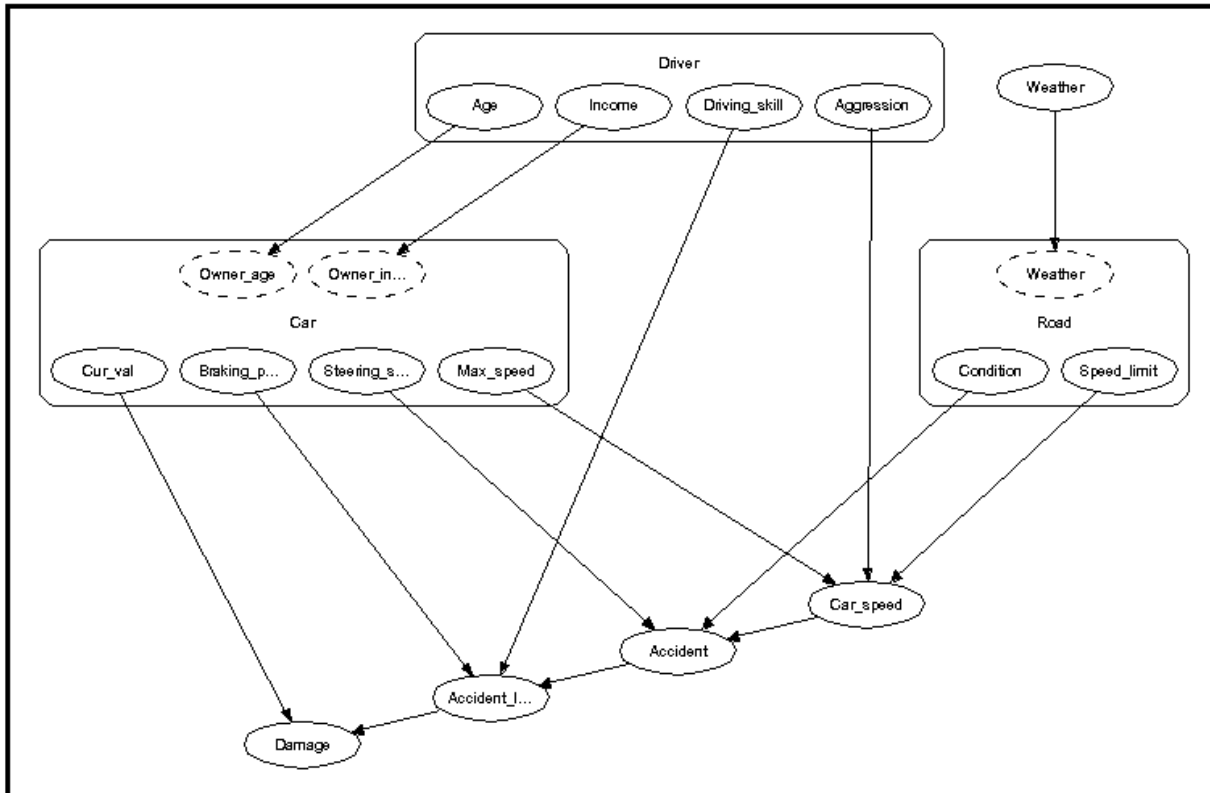 Driver
Weather
Age
Income
Driving_skill
Aggression
Owner_age
Owner_in...
Weather
Car
Road
Cur_val
Braking_p...
Steering_s...
Max_speed
Condition
Speed_limit
Car_speed
Accident
Accident_l...
Damage